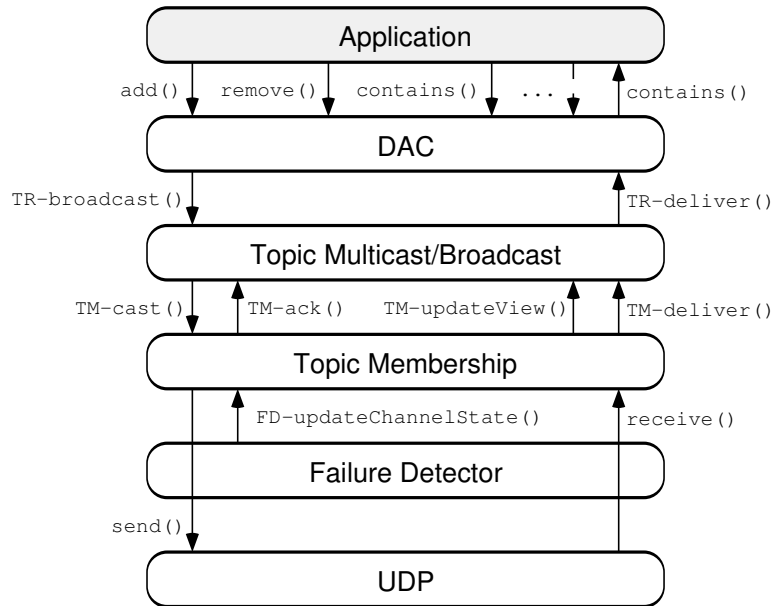 Application
add() remove() contains() ... contains()
DAC
TR-broadcast() TR-deliver()
Topic Multicast/Broadcast
TM-cast() TM-ack() TM-updateView() TM-deliver()
Topic Membership
FD-updateChannelState() receive()
Failure Detector
send()
UDP